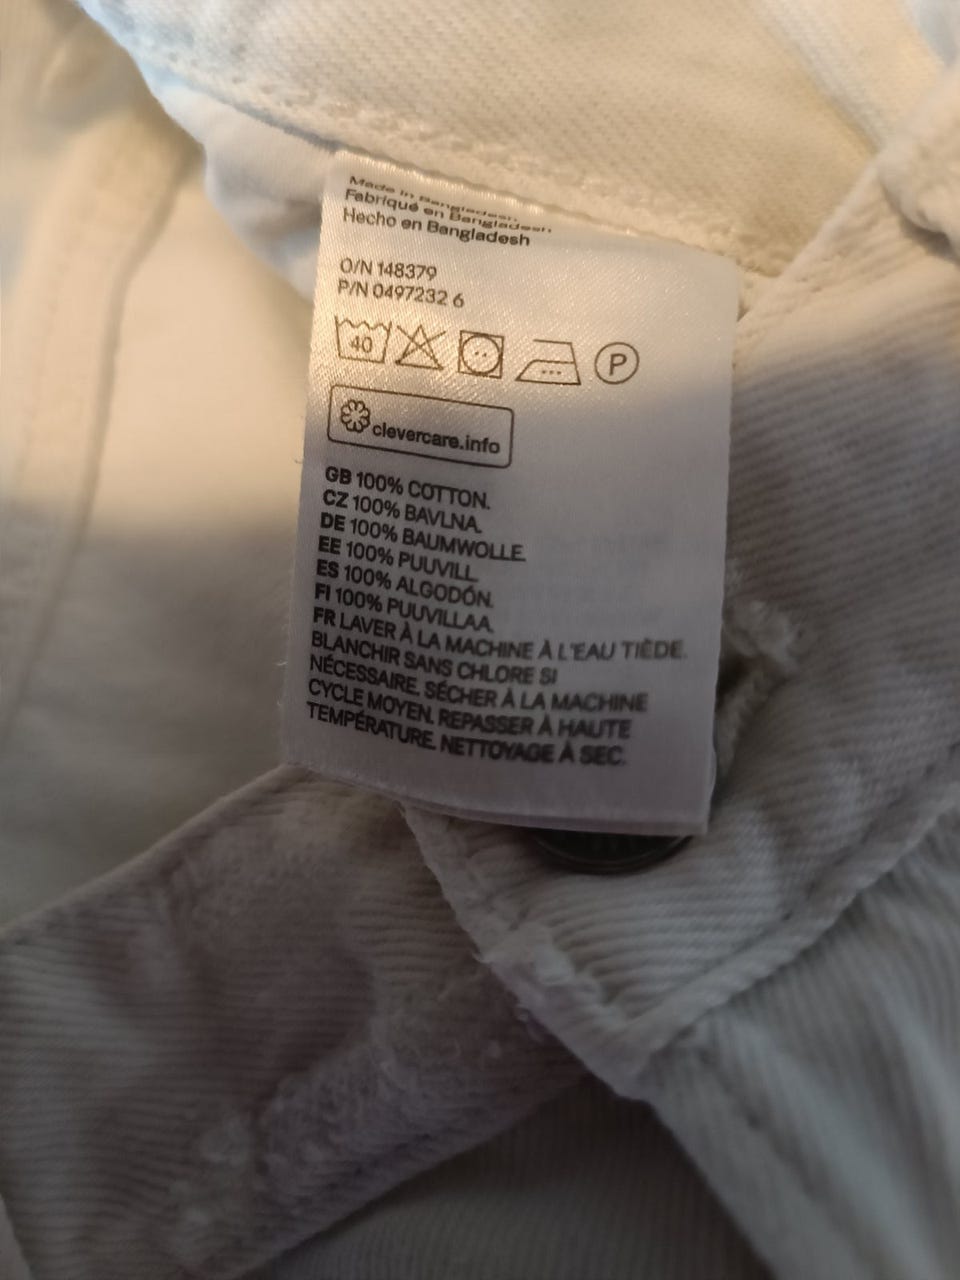 Made in Bangladesh.
Fabriqué en Bangladesh
Hecho en Bangladesh
O/N 148379
P/N 0497232 6
40
P
clevercare.info
GB 100% COTTON.
CZ 100% BAVLNA.
DE 100% BAUMWOLLE.
EE 100% PUUVILL.
ES 100% ALGODÓN.
FI 100% PUUVILLAA.
FR LAVER À LA MACHINE À L'EAU TIÈDE.
BLANCHIR SANS CHLORE SI
NÉCESSAIRE. SÉCHER À LA MACHINE
CYCLE MOYEN. REPASSER À HAUTE
TEMPÉRATURE. NETTOYAGE À SEC.